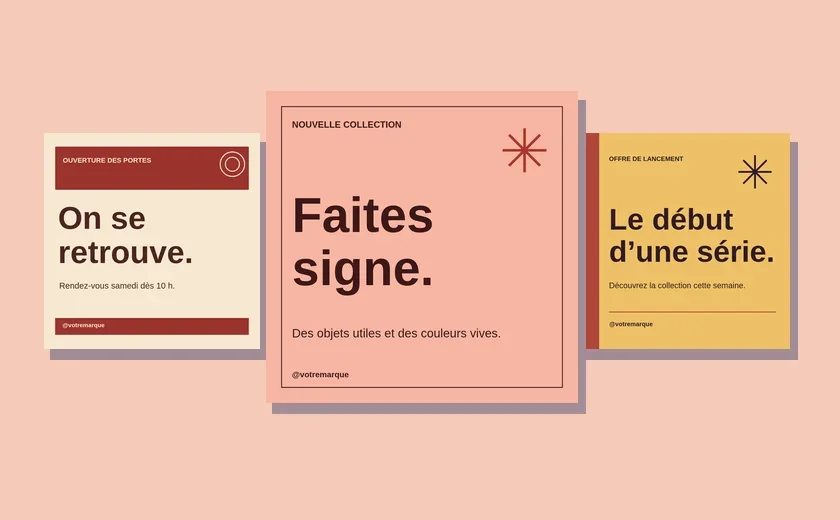 OUVERTURE DES PORTES
On se
retrouve.
Rendez-vous samedi dès 10 h.
@votremarque
NOUVELLE COLLECTION
Faites
signe.
Des objets utiles et des couleurs vives.
@votremarque
OFFRE DE LANCEMENT
Le début
d’une série.
Découvrez la collection cette semaine.
@votremarque